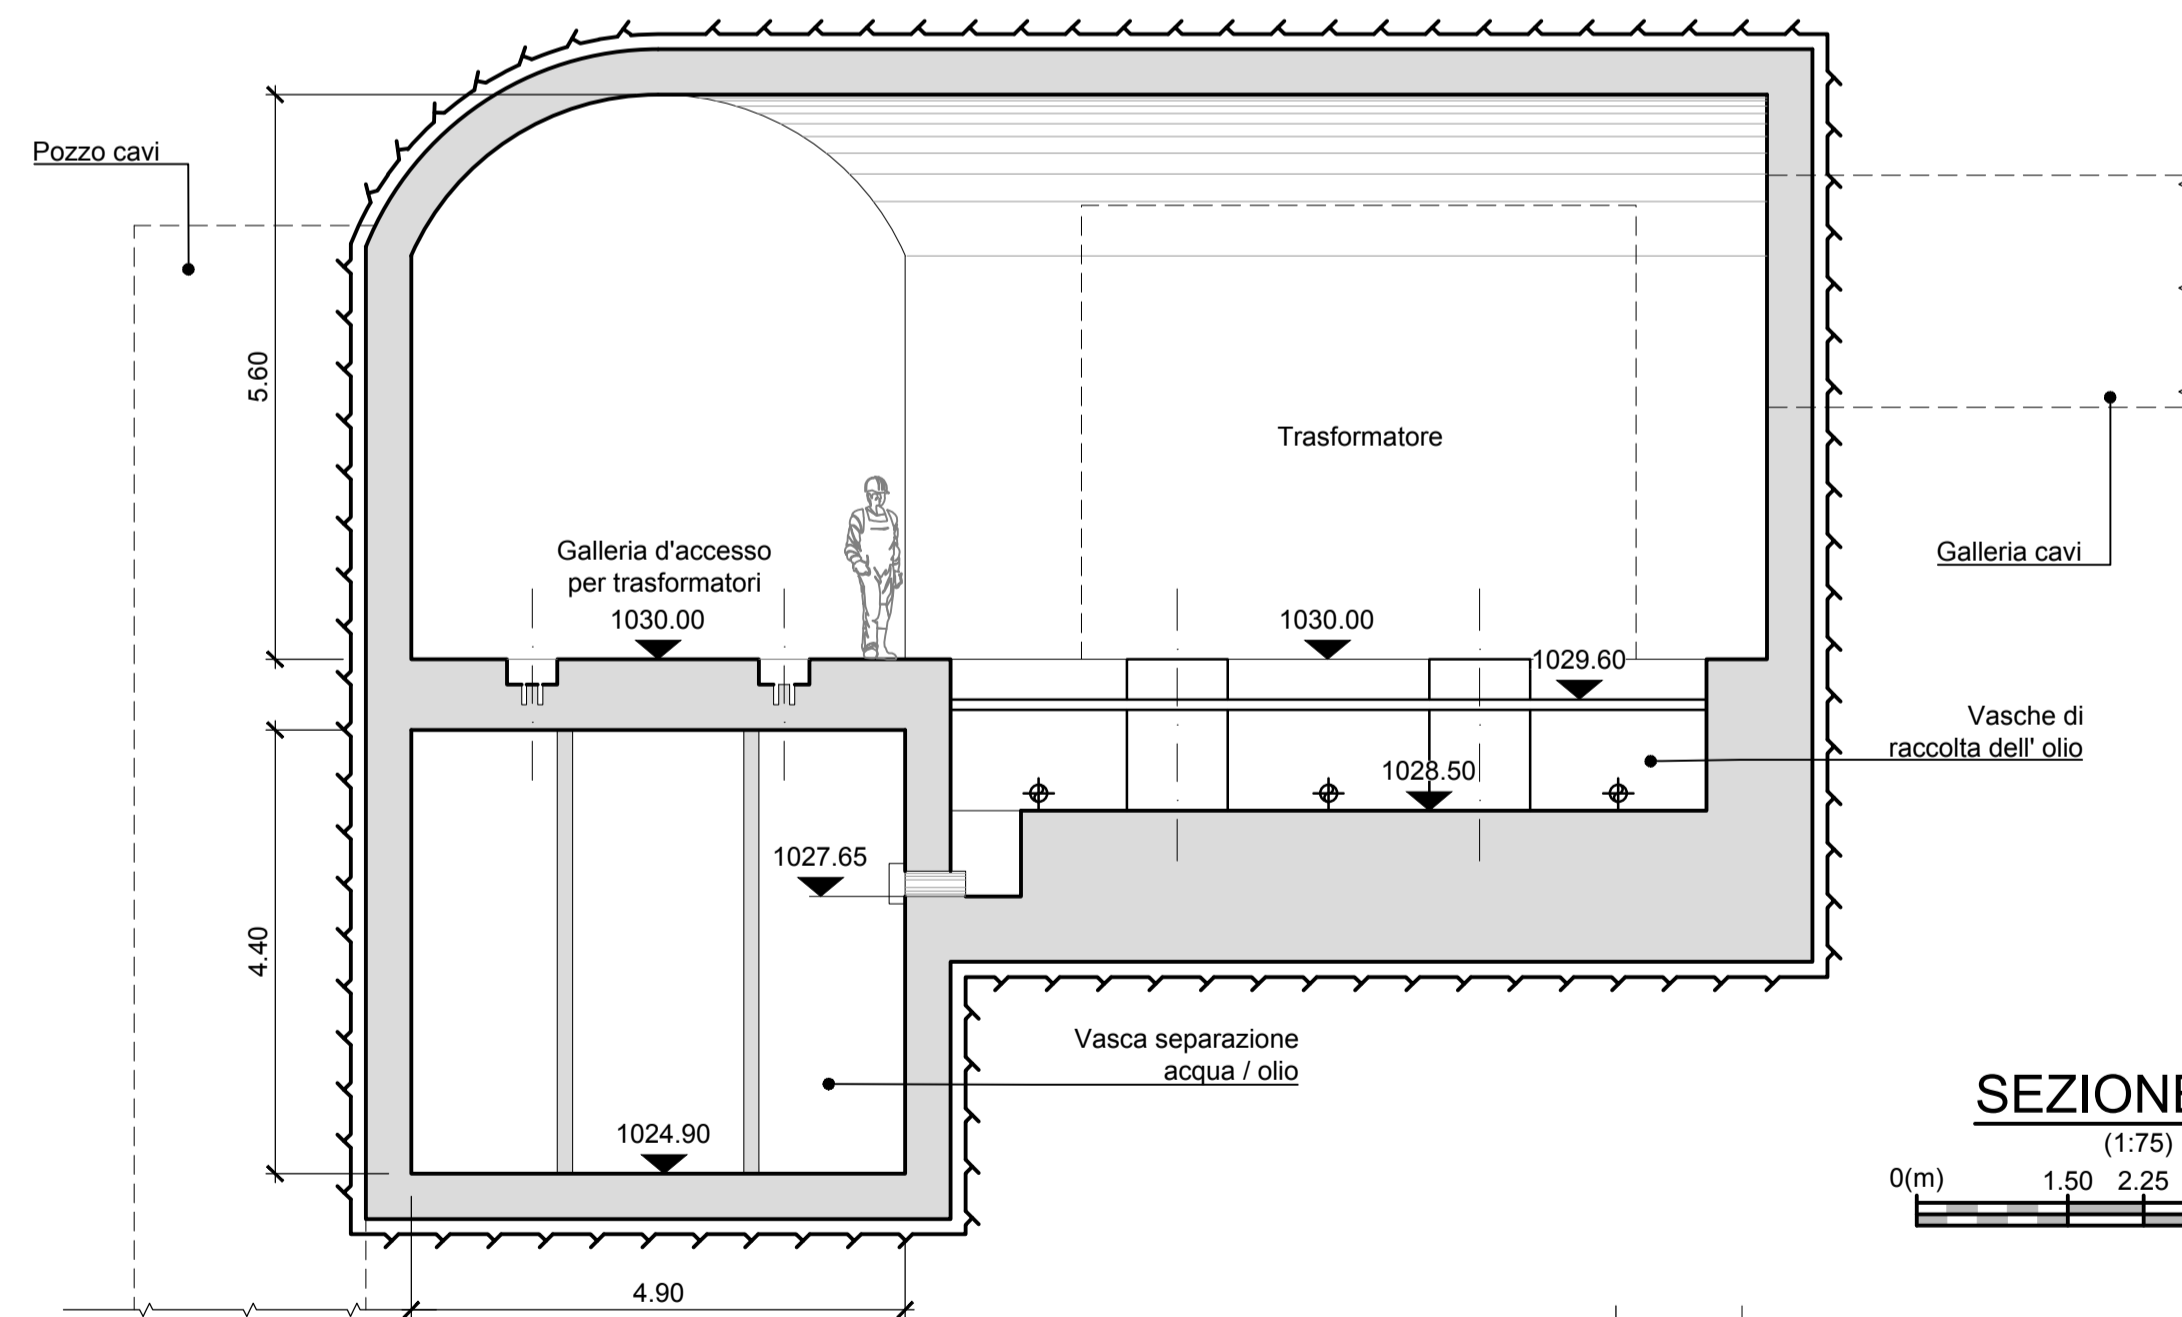 Pozzo cavi
5.60
Trasformatore
Galleria d'accesso
per trasformatori
1030.00
1030.00
1029.60
Galleria cavi
Vasche di
raccolta dell' olio
1028.50
1027.65
4.40
Vasca separazione
acqua / olio
1024.90
4.90
SEZIONE
(1:75)
0(m) 1.50 2.25